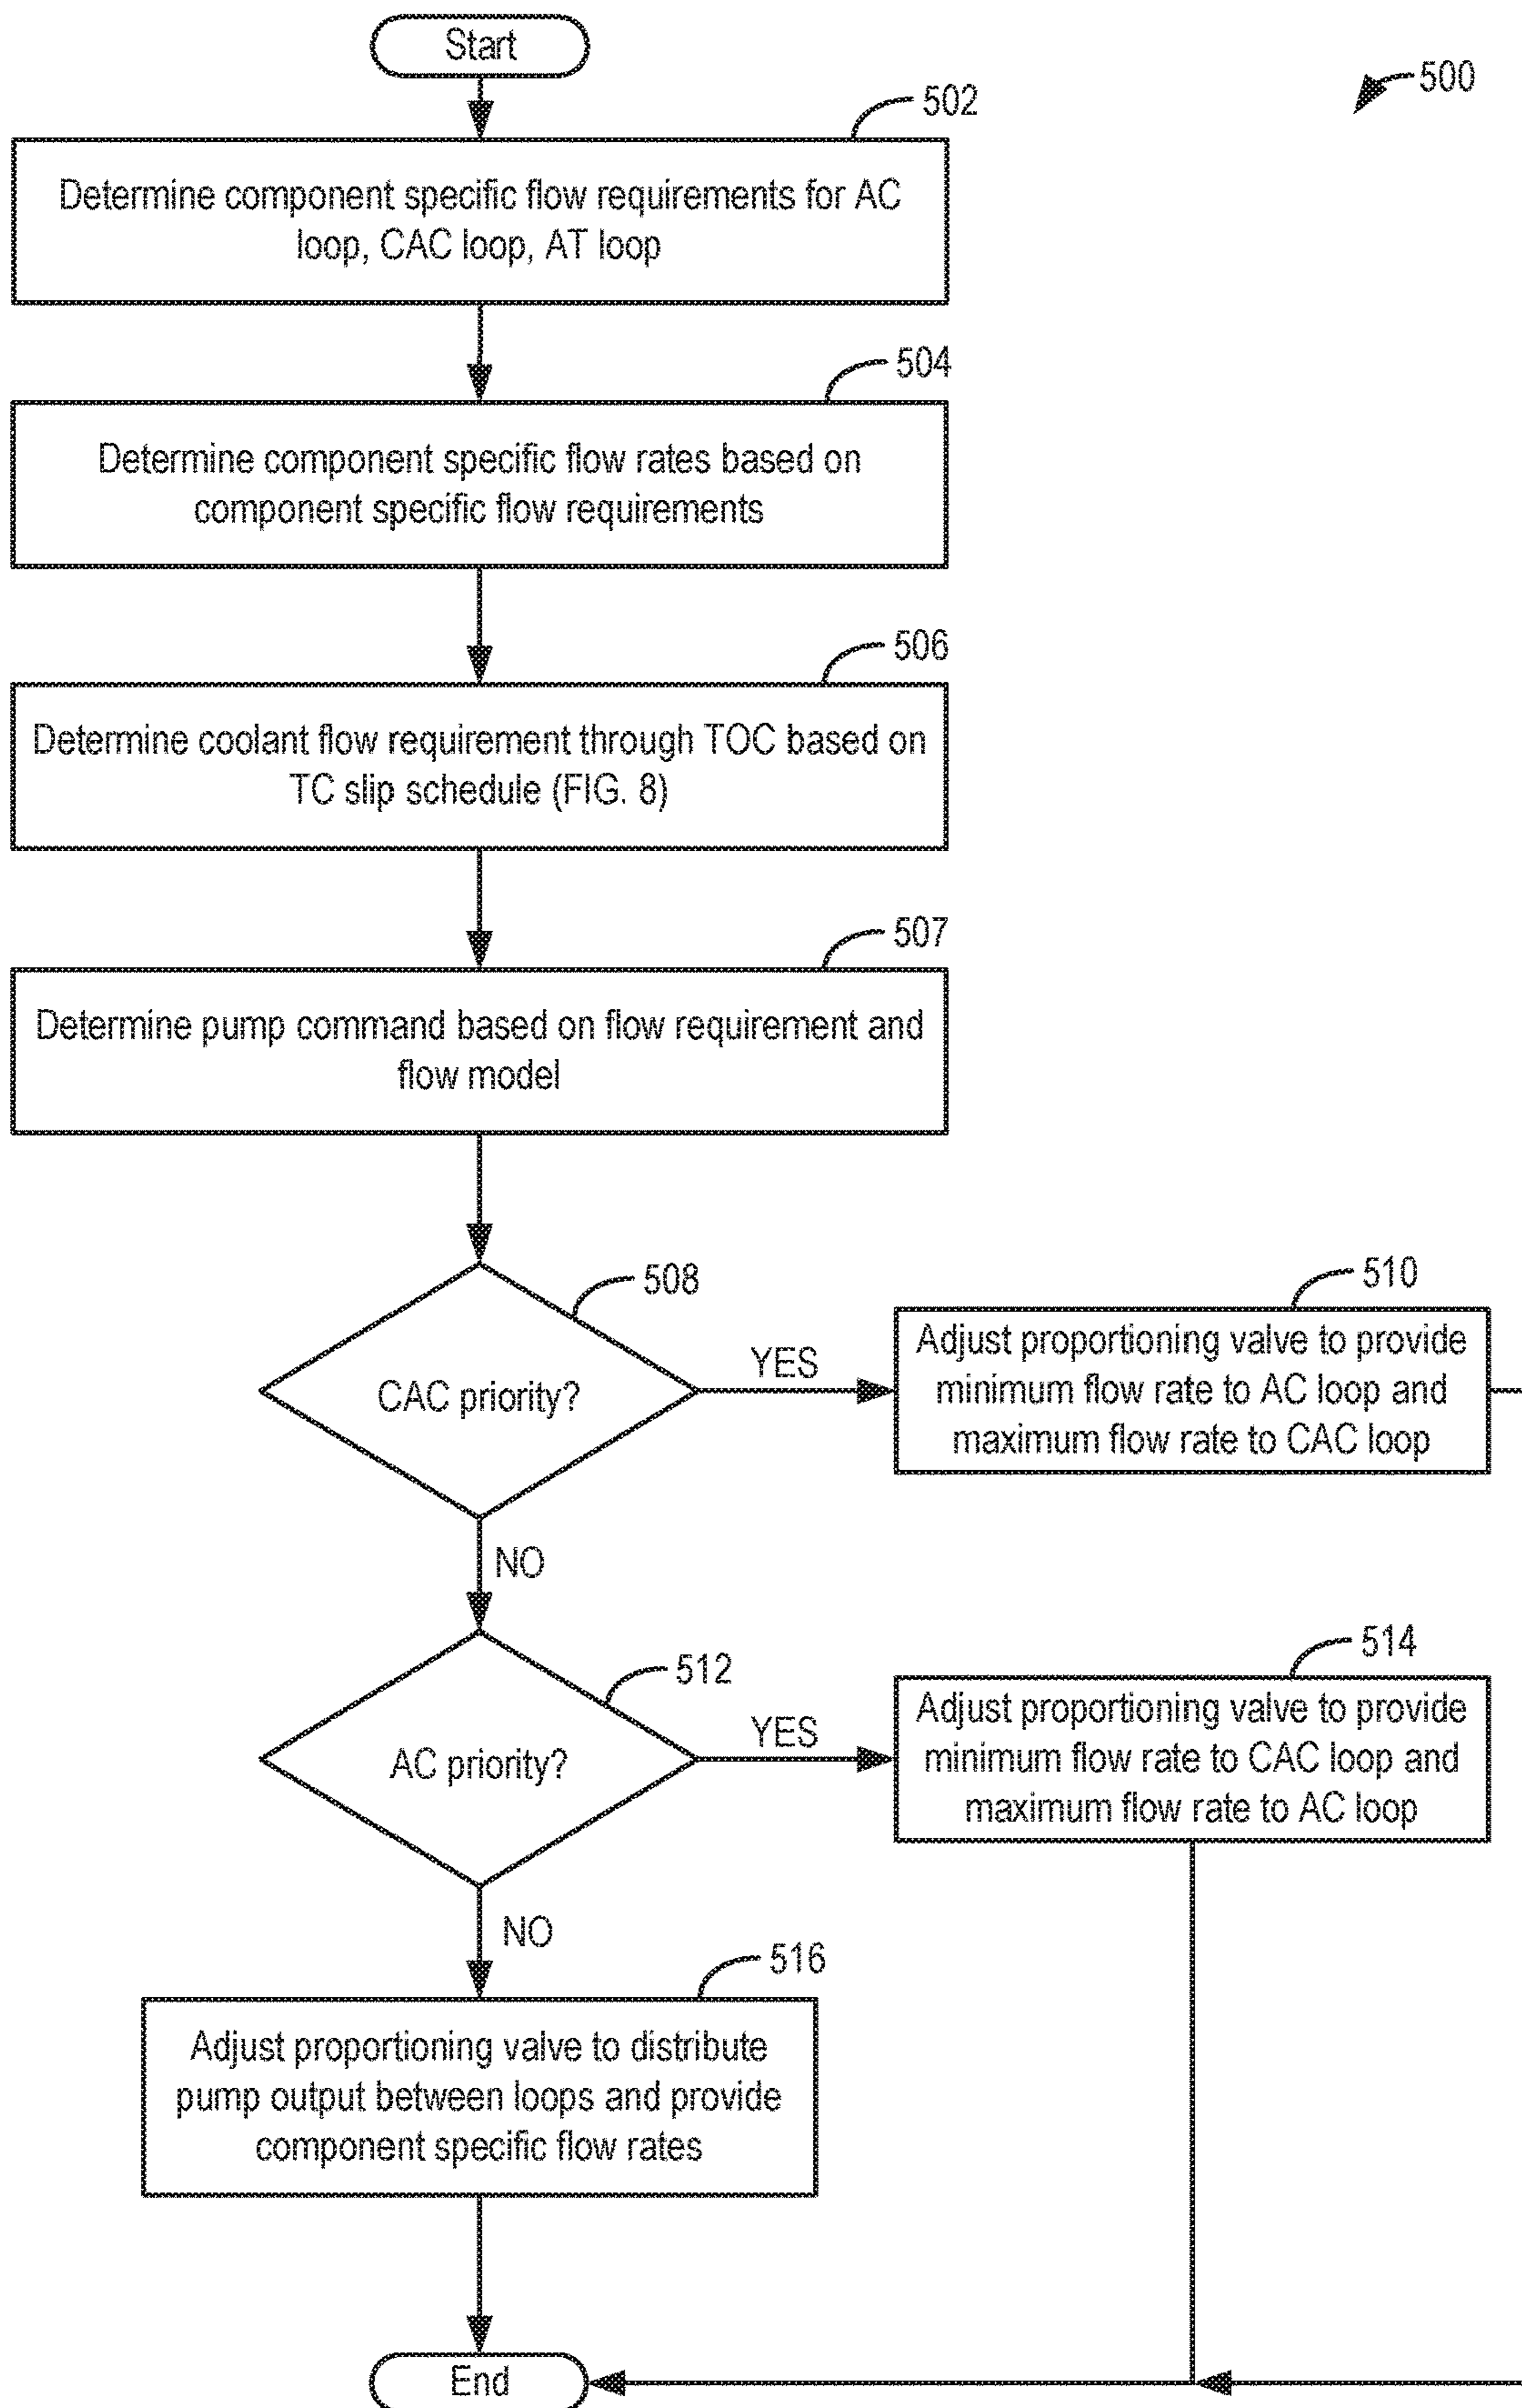 Start
500
502
Determine component specific flow requirements for AC
loop, CAC loop, AT loop
504
Determine component specific flow rates based on
component specific flow requirements
506
Determine coolant flow requirement through TOC based on
TC slip schedule (FIG. 8)
507
Determine pump command based on flow requirement and
flow model
508
CAC priority?
YES
510
Adjust proportioning valve to provide
minimum flow rate to AC loop and
maximum flow rate to CAC loop
NO
512
AC priority?
YES
514
Adjust proportioning valve to provide
minimum flow rate to CAC loop and
maximum flow rate to AC loop
NO
516
Adjust proportioning valve to distribute
pump output between loops and provide
component specific flow rates
End